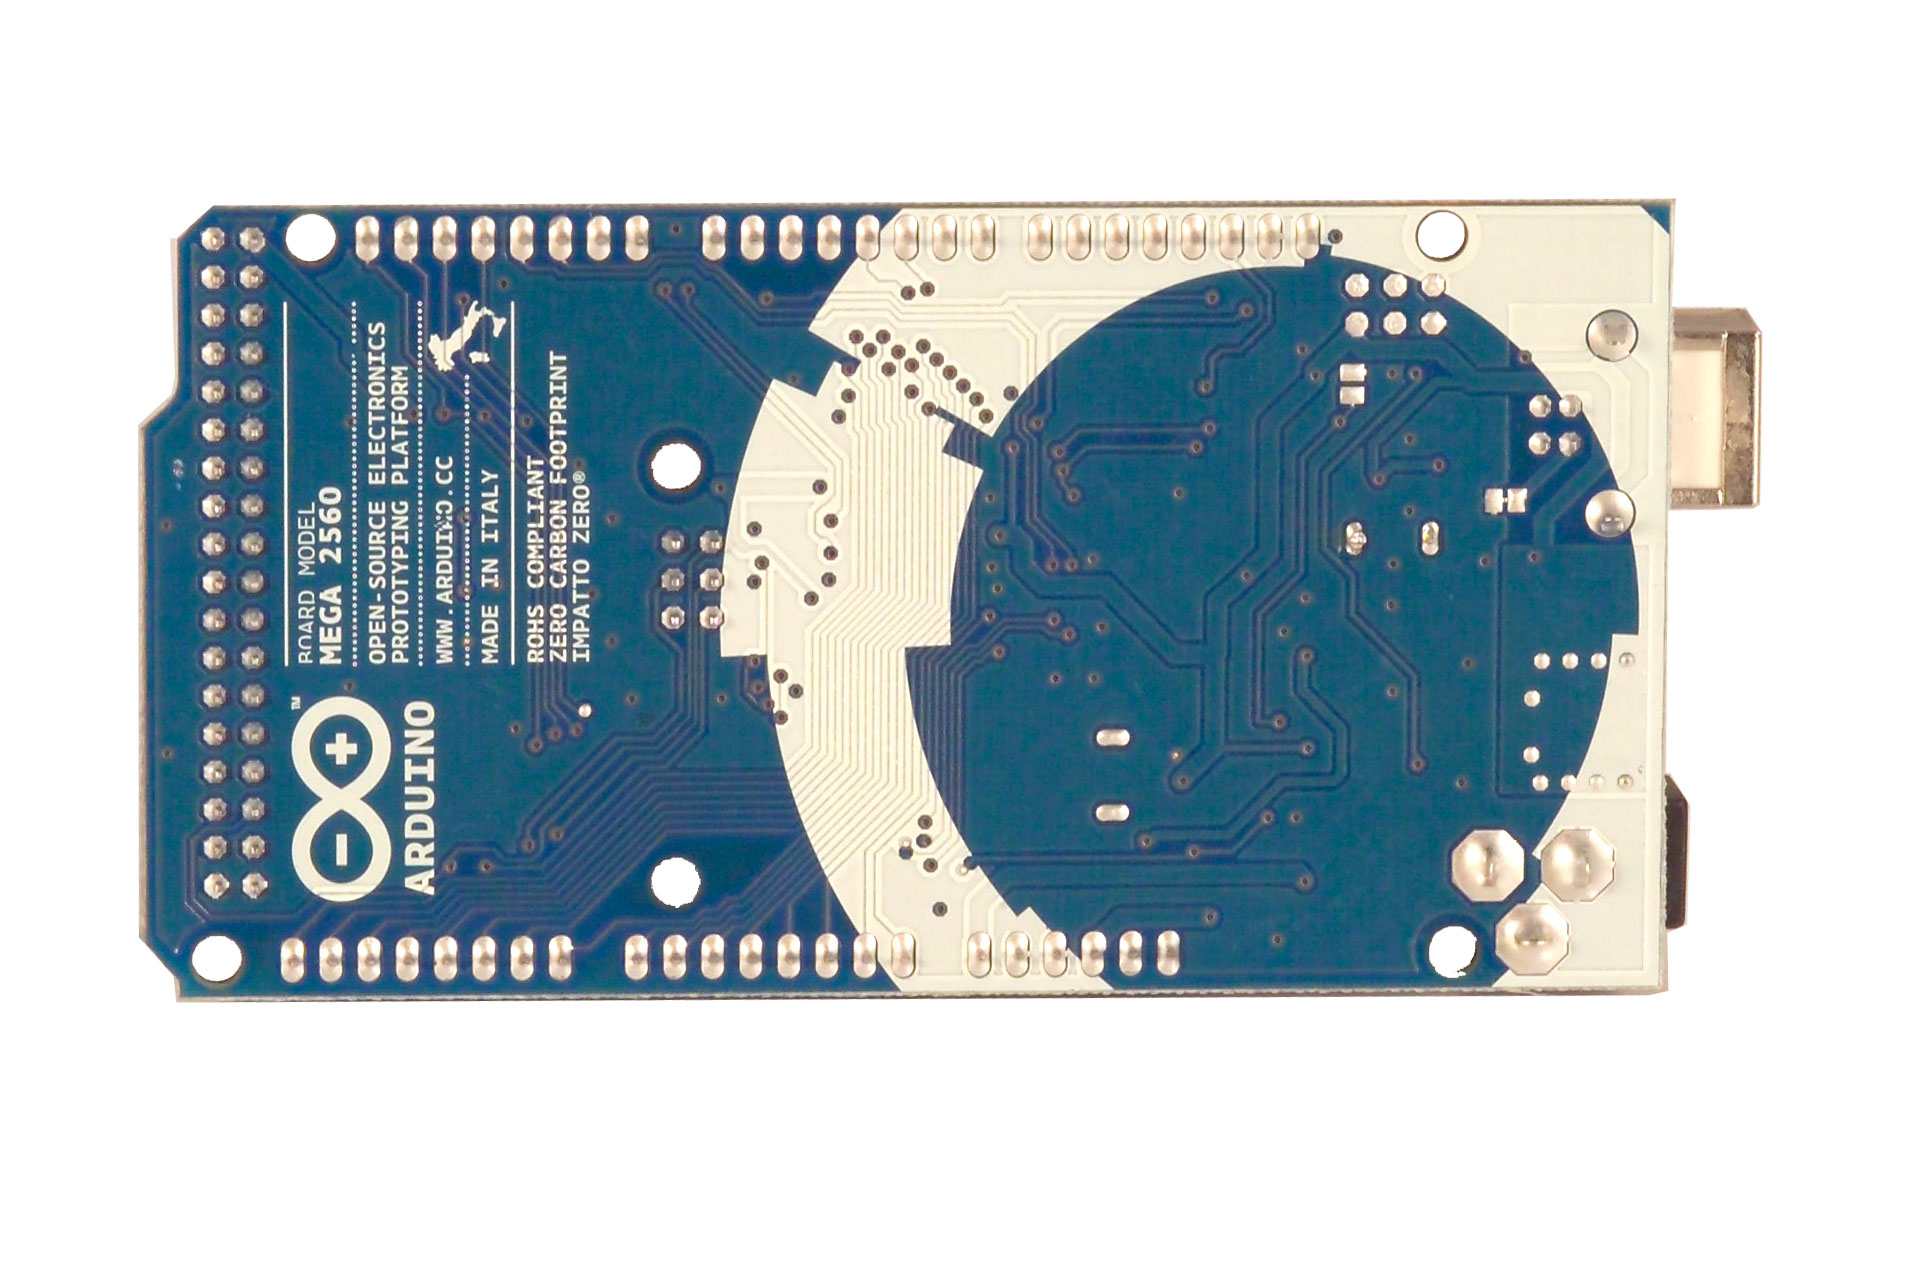 BOARD MODEL
MEGA 2560
OPEN-SOURCE ELECTRONICS
PROTOTYPING PLATFORM
WWW.ARDUINO.CC
MADE IN ITALY
ROHS COMPLIANT
ZERO CARBON FOOTPRINT
IMPATTO ZERO®
™
ARDUINO